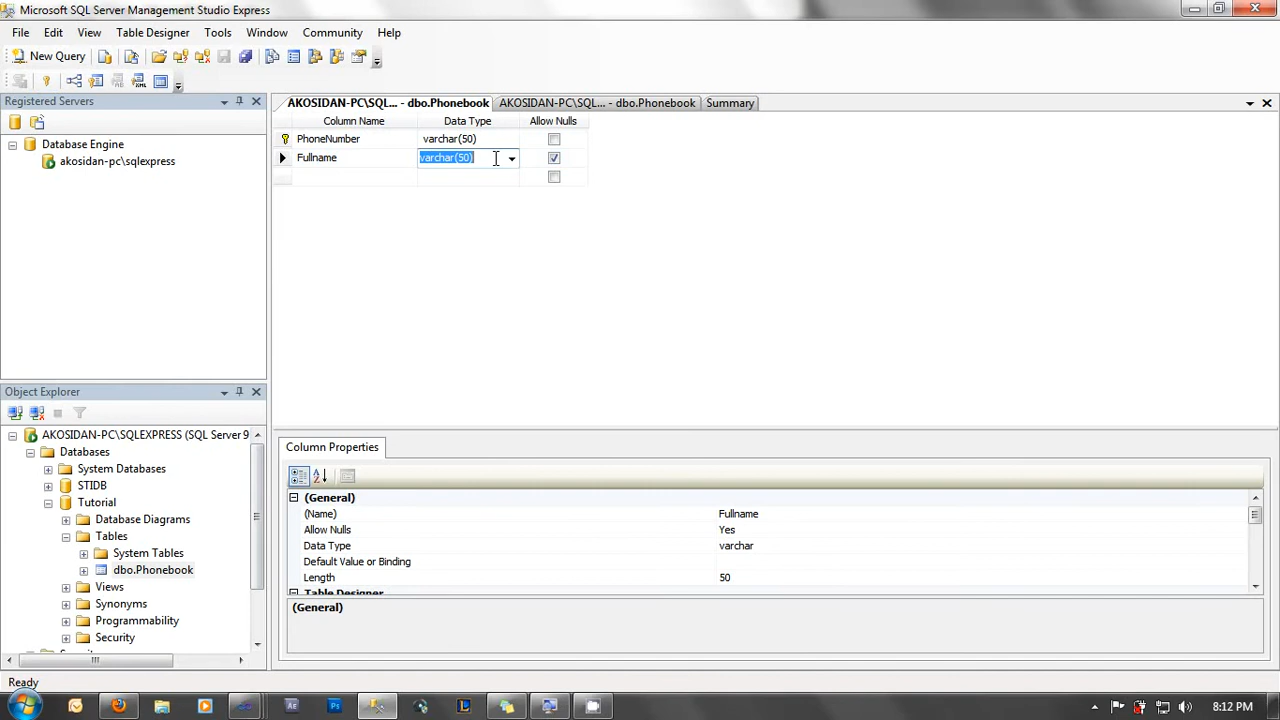 Microsoft SQL Server Management Studio Express
File Edit View Table Designer Tools Window Community Help
New Query
Registered Servers
Database Engine
akosidan-pc\sqlexpress
AKOSIDAN-PC\SQL... - dbo.Phonebook AKOSIDAN-PC\SQL... - dbo.Phonebook Summary
Column Name Data Type Allow Nulls
PhoneNumber varchar(50)
Fullname varchar(50)
Object Explorer
AKOSIDAN-PC\SQLEXPRESS (SQL Server 9
Databases
System Databases
STIDB
Tutorial
Database Diagrams
Tables
System Tables
dbo.Phonebook
Views
Synonyms
Programmability
Security
Column Properties
(General)
(Name) Fullname
Allow Nulls Yes
Data Type varchar
Default Value or Binding
Length 50
Table Designer
(General)
Ready
8:12 PM